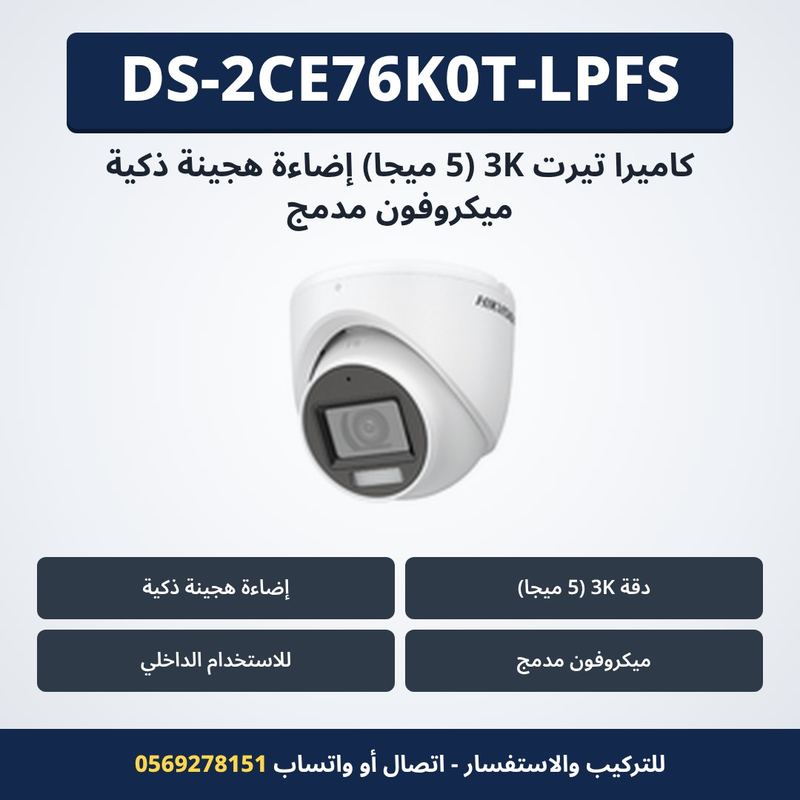 DS-2CE76K0T-LPFS
كاميرا تيرت 3K (5 ميجا) إضاءة هجينة ذكية
ميكروفون مدمج
HIKVISION
دقة 3K (5 ميجا)
إضاءة هجينة ذكية
ميكروفون مدمج
للاستخدام الداخلي
للتركيب والاستفسار - اتصال أو واتساب 0569278151